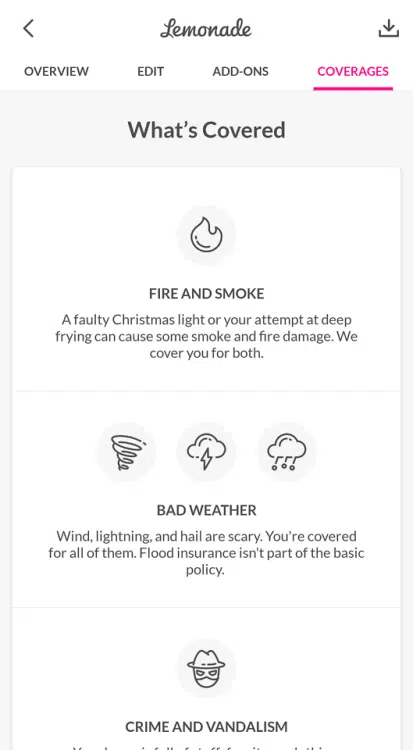 Lemonade
OVERVIEW EDIT ADD-ONS COVERAGES
What's Covered
FIRE AND SMOKE
A faulty Christmas light or your attempt at deep
frying can cause some smoke and fire damage. We
cover you for both.
BAD WEATHER
Wind, lightning, and hail are scary. You're covered
for all of them. Flood insurance isn't part of the basic
policy.
CRIME AND VANDALISM